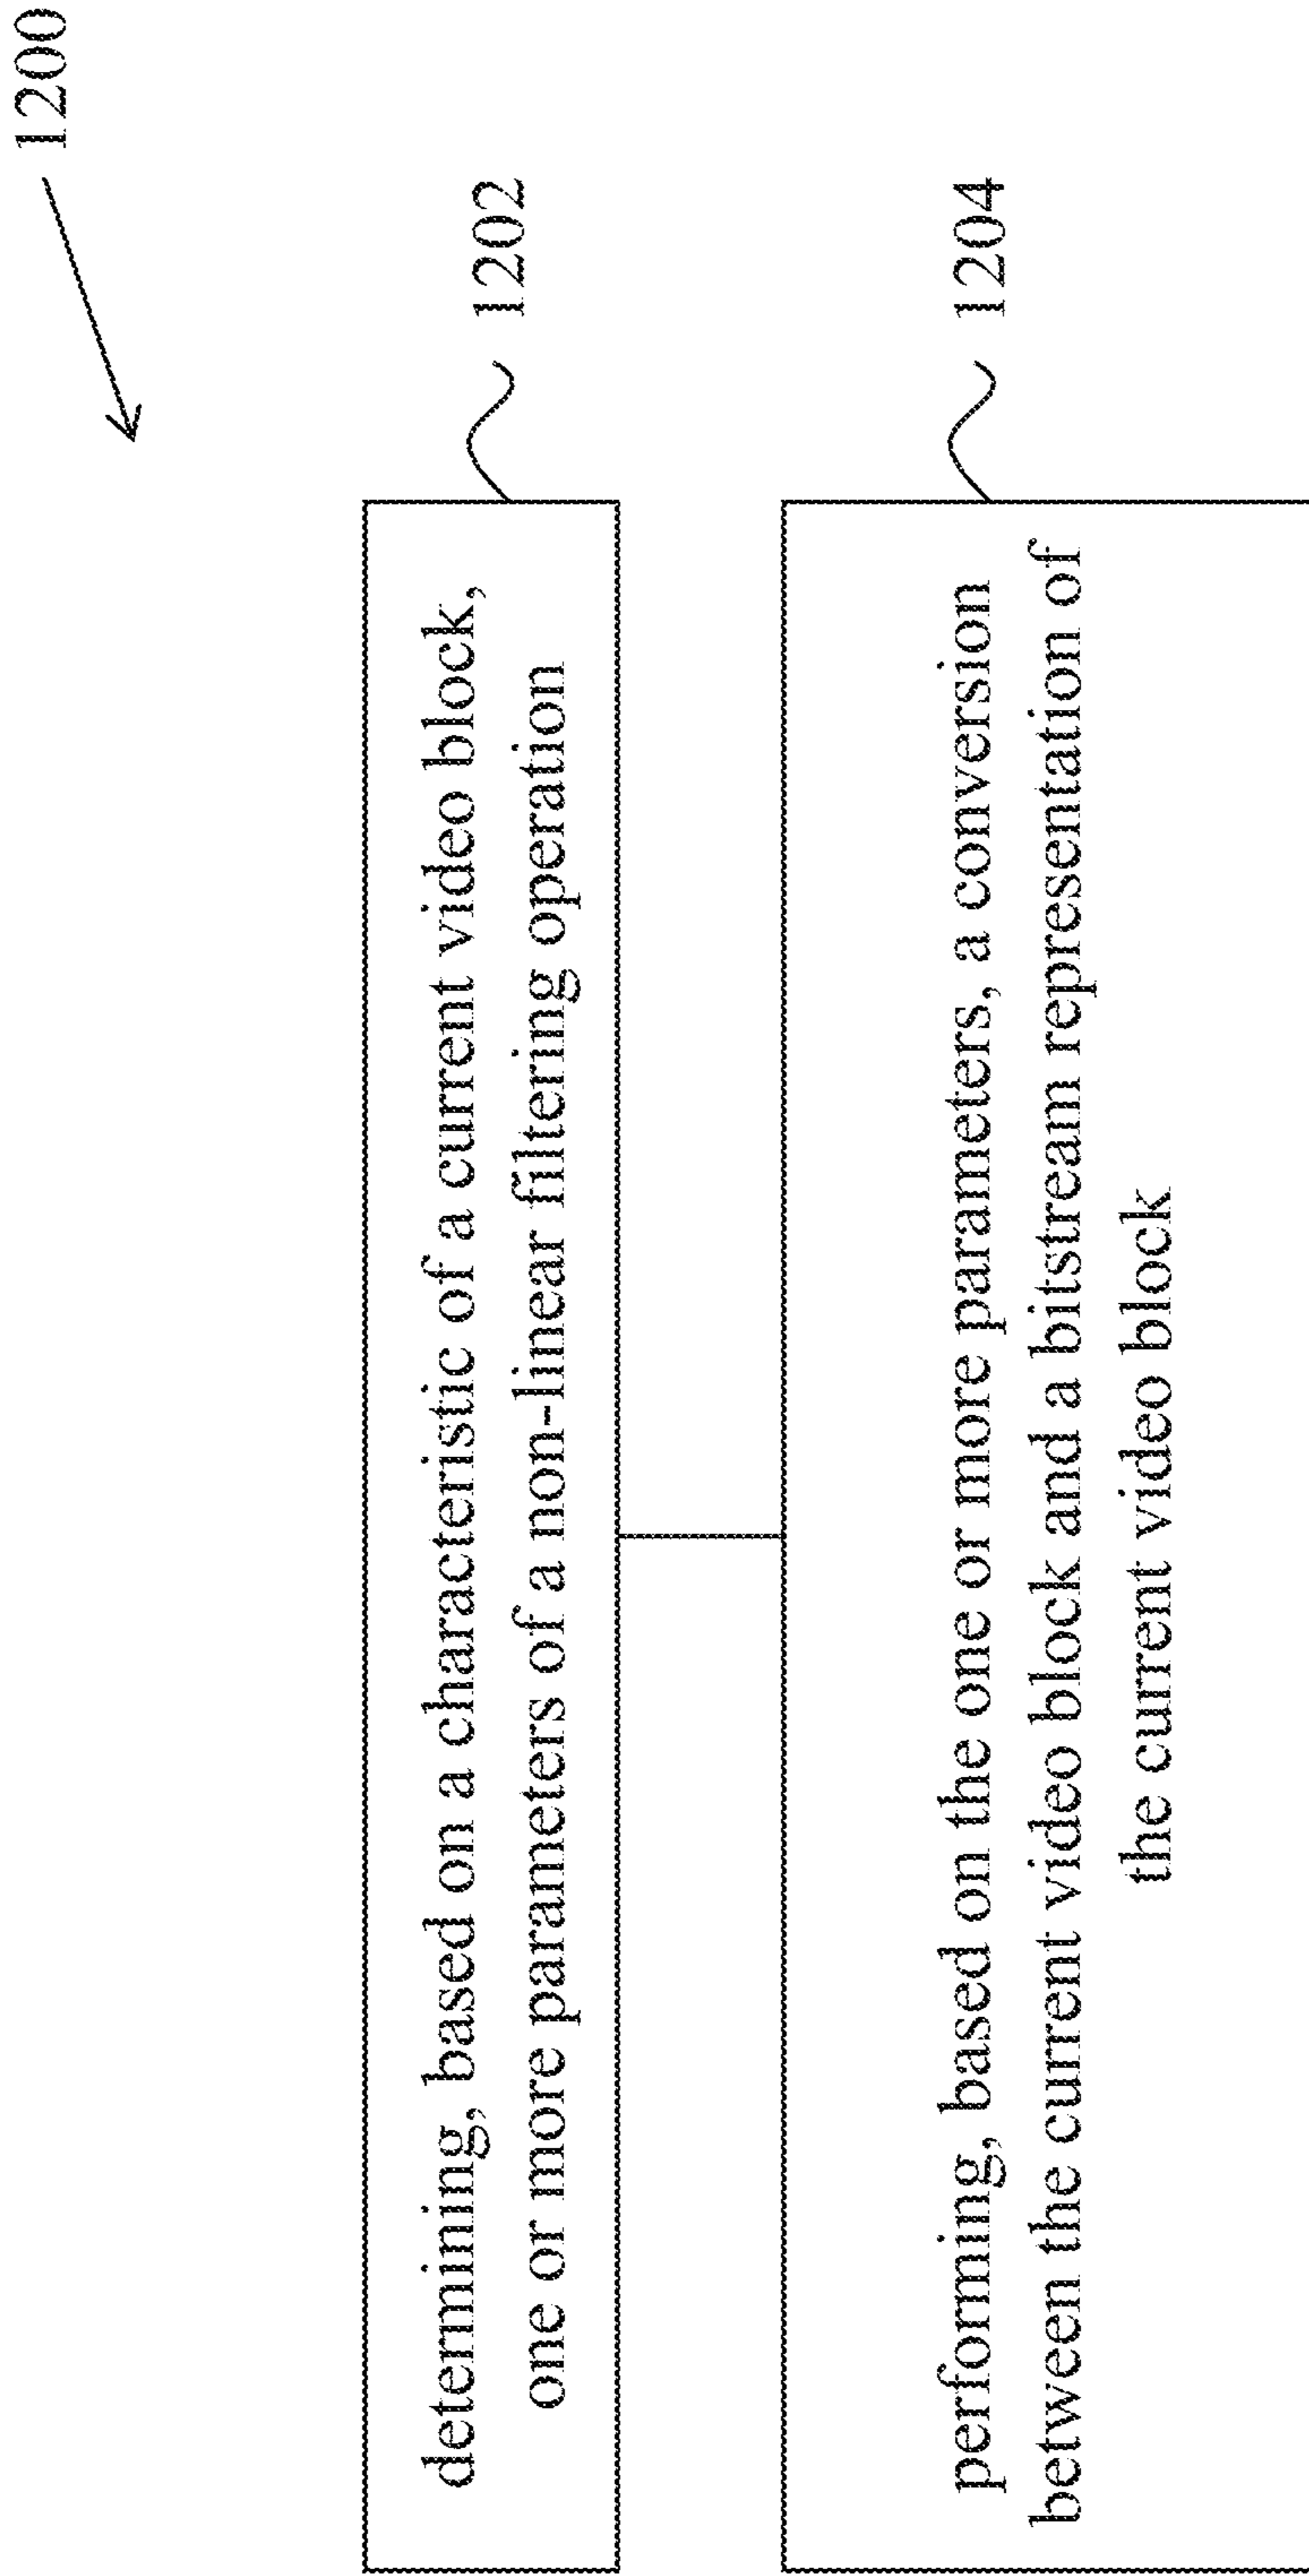 1200
determining, based on a characteristic of a current video block,
one or more parameters of a non-linear filtering operation
1202
performing, based on the one or more parameters, a conversion
between the current video block and a bitstream representation of
the current video block
1204